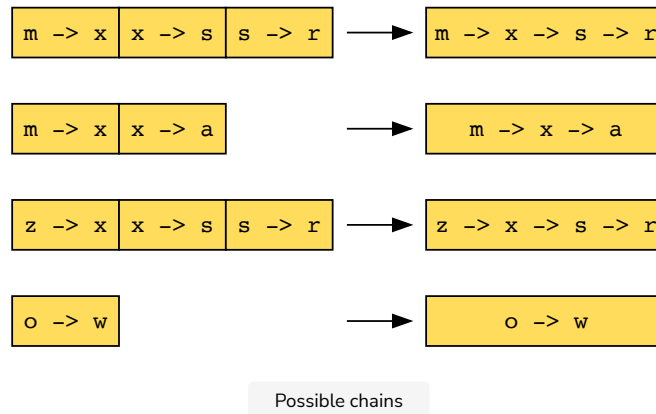 m -> x x -> s s -> r m -> x -> s -> r
m -> x x -> a m -> x -> a
z -> x x -> s s -> r z -> x -> s -> r
o -> w o -> w
Possible chains